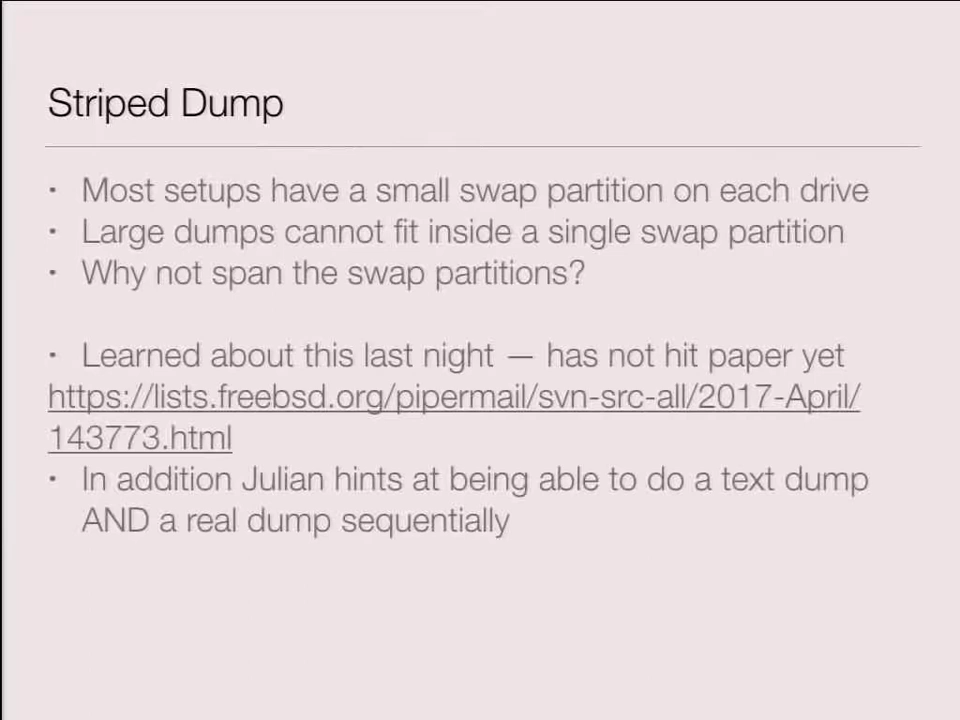 Striped Dump
• Most setups have a small swap partition on each drive
• Large dumps cannot fit inside a single swap partition
• Why not span the swap partitions?
• Learned about this last night — has not hit paper yet
https://lists.freebsd.org/pipermail/svn-src-all/2017-April/
143773.html
• In addition Julian hints at being able to do a text dump
AND a real dump sequentially